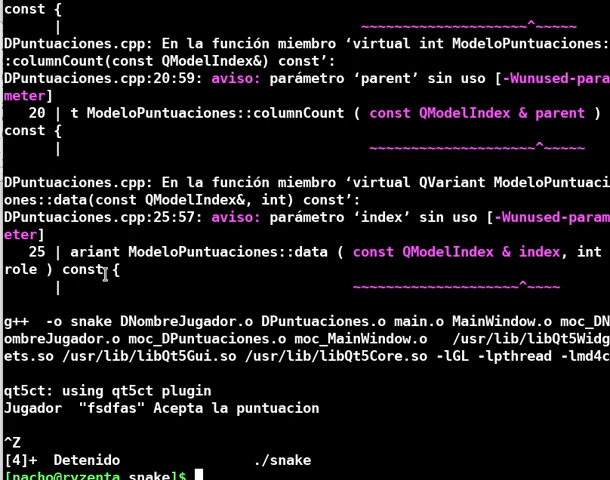 const {
| ~~~~~~~~~~~~~~~~~~~~^~~~~~
DPuntuaciones.cpp: En la función miembro ‘virtual int ModeloPuntuaciones:
:columnCount(const QModelIndex&) const’:
DPuntuaciones.cpp:20:59: aviso: parámetro ‘parent’ sin uso [-Wunused-para
meter]
20 | t ModeloPuntuaciones::columnCount ( const QModelIndex & parent )
const {
| ~~~~~~~~~~~~~~~~~~~~^~~~~~
DPuntuaciones.cpp: En la función miembro ‘virtual QVariant ModeloPuntuaci
ones::data(const QModelIndex&, int) const’:
DPuntuaciones.cpp:25:57: aviso: parámetro ‘index’ sin uso [-Wunused-param
eter]
25 | ariant ModeloPuntuaciones::data ( const QModelIndex & index, int
role ) const {
| ~~~~~~~~~~~~~~~~~~~~^~~~
g++ -o snake DNombreJugador.o DPuntuaciones.o main.o MainWindow.o moc_DN
ombreJugador.o moc_DPuntuaciones.o moc_MainWindow.o /usr/lib/libQt5Widg
ets.so /usr/lib/libQt5Gui.so /usr/lib/libQt5Core.so -lGL -lpthread -lmd4c
qt5ct: using qt5ct plugin
Jugador "fsdfas" Acepta la puntuacion
^Z
[4]+ Detenido ./snake
[nacho@ryzenta snake]$